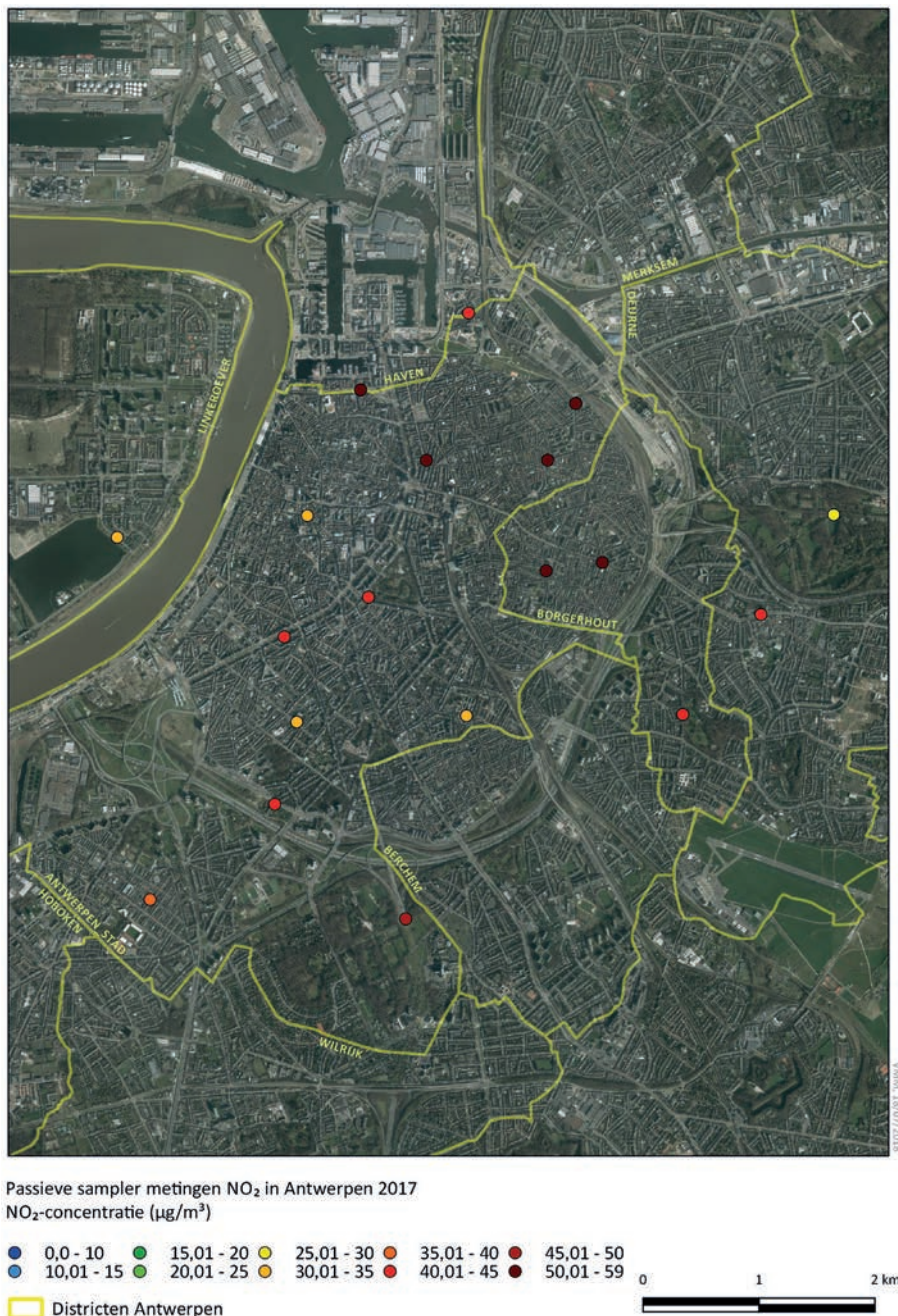 MERKSEM
DEURNE
LINKEROEVER
HAVEN
BORGERHOUT
BERCHEM
ANTWERPEN STAD
HOBOKEN
WILRIJK
Passieve sampler metingen NO₂ in Antwerpen 2017
NO₂-concentratie (µg/m³)
0,0 - 10 15,01 - 20 25,01 - 30 35,01 - 40 45,01 - 50
10,01 - 15 20,01 - 25 30,01 - 35 40,01 - 45 50,01 - 59
Districten Antwerpen
0 1 2 km